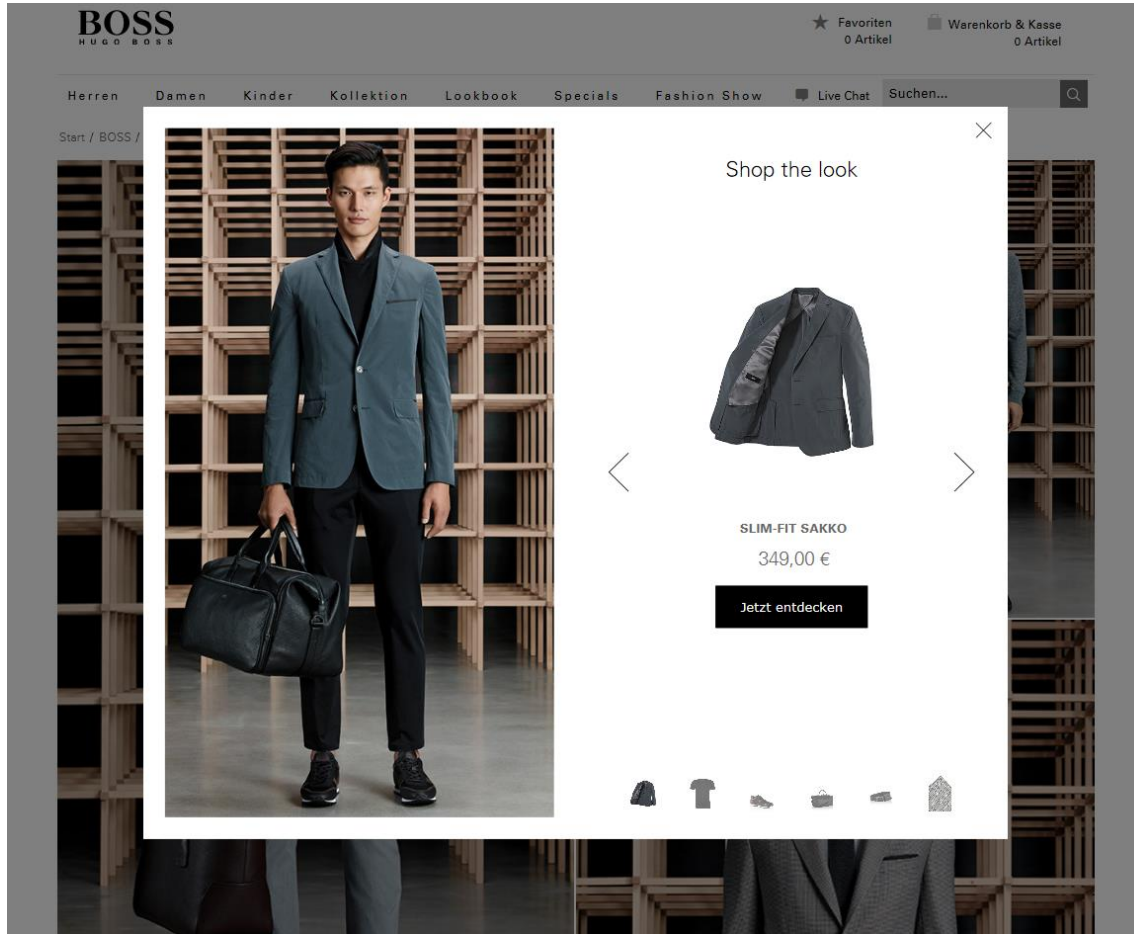 BOSS
HUGO BOSS
Favoriten
0 Artikel
Warenkorb & Kasse
0 Artikel
Herren Damen Kinder Kollektion Lookbook Specials Fashion Show Live Chat Suchen...
Start / BOSS /
Shop the look
SLIM-FIT SAKKO
349,00 €
Jetzt entdecken